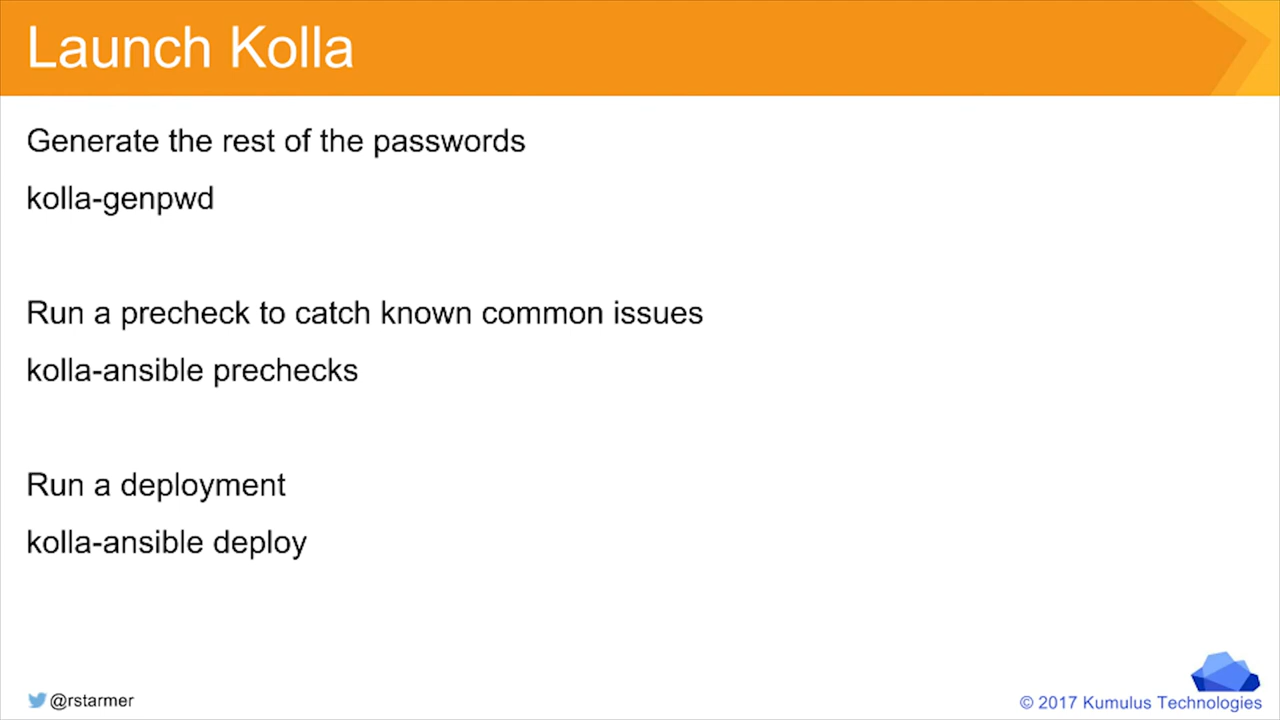 Launch Kolla
Generate the rest of the passwords
kolla-genpwd
Run a precheck to catch known common issues
kolla-ansible prechecks
Run a deployment
kolla-ansible deploy
@rstarmer
© 2017 Kumulus Technologies